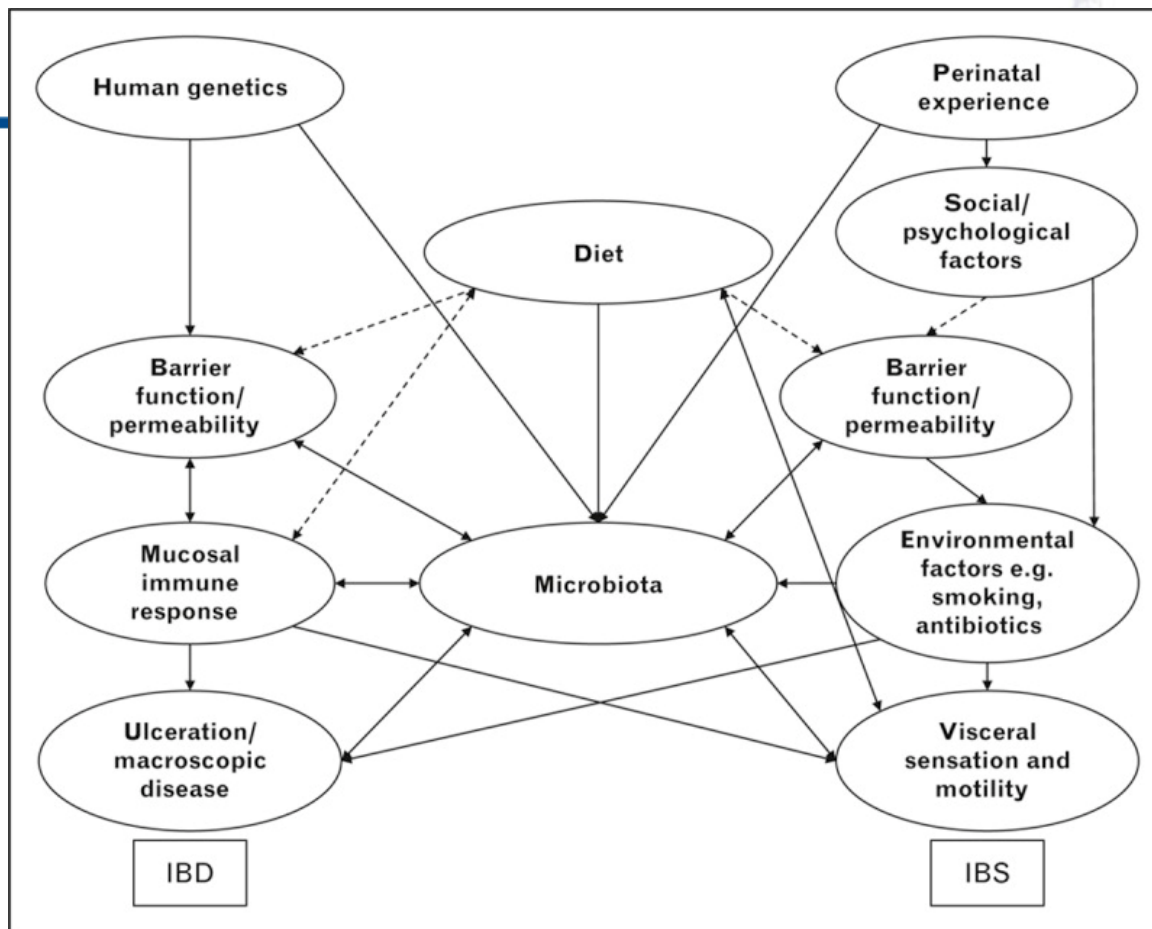 Human genetics
Perinatal
experience
Social/
psychological
factors
Diet
Barrier
function/
permeability
Barrier
function/
permeability
Mucosal
immune
response
Microbiota
Environmental
factors e.g.
smoking,
antibiotics
Ulceration/
macroscopic
disease
Visceral
sensation and
motility
IBD
IBS